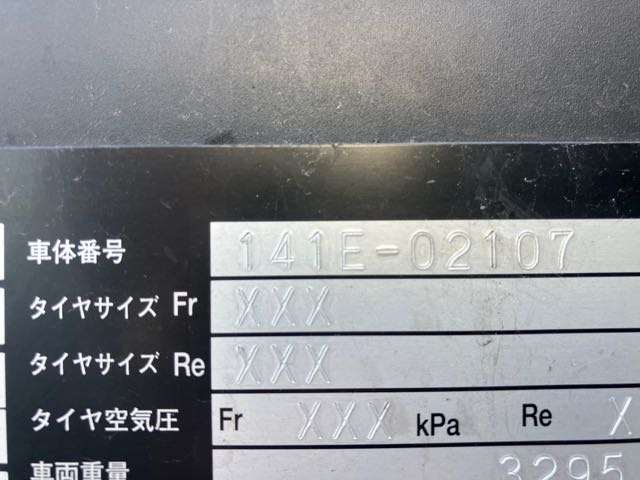 車体番号 141E-02107
タイヤサイズ Fr XXX
タイヤサイズ Re XXX
タイヤ空気圧 Fr XXX kPa Re X
車両重量 3295